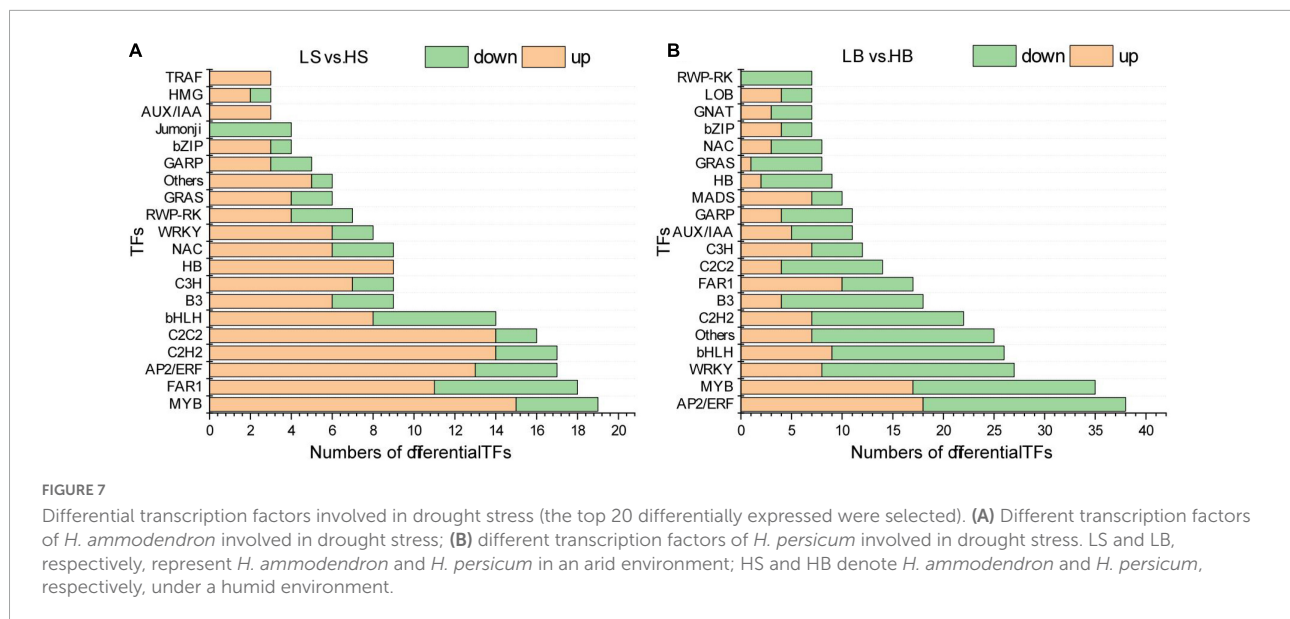 A
LS vs.HS
down
up
TRAF
HMG
AUX/IAA
Jumonji
bZIP
GARP
Others
GRAS
RWP-RK
WRKY
NAC
HB
C3H
B3
bHLH
C2C2
C2H2
AP2/ERF
FAR1
MYB
TFs
0 2 4 6 8 10 12 14 16 18 20
Numbers of differentialTFs
B
LB vs.HB
down
up
RWP-RK
LOB
GNAT
bZIP
NAC
GRAS
HB
MADS
GARP
AUX/IAA
C3H
C2C2
FAR1
B3
C2H2
Others
bHLH
WRKY
MYB
AP2/ERF
TFs
0 5 10 15 20 25 30 35 40
Numbers of differentialTFs
FIGURE 7
Differential transcription factors involved in drought stress (the top 20 differentially expressed were selected). (A) Different transcription factors
of H. ammodendron involved in drought stress; (B) different transcription factors of H. persicum involved in drought stress. LS and LB,
respectively, represent H. ammodendron and H. persicum in an arid environment; HS and HB denote H. ammodendron and H. persicum,
respectively, under a humid environment.